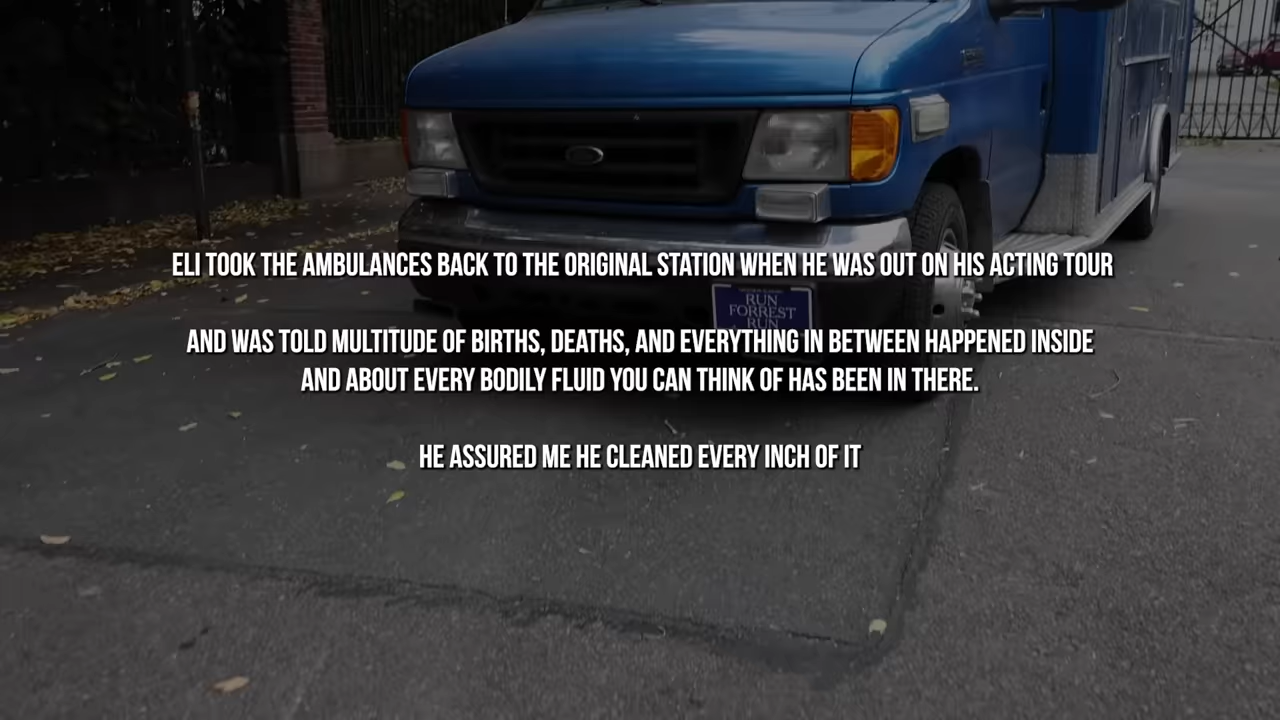 ELI TOOK THE AMBULANCES BACK TO THE ORIGINAL STATION WHEN HE WAS OUT ON HIS ACTING TOUR
RUN
FORREST
RUN
AND WAS TOLD MULTITUDE OF BIRTHS, DEATHS, AND EVERYTHING IN BETWEEN HAPPENED INSIDE
AND ABOUT EVERY BODILY FLUID YOU CAN THINK OF HAS BEEN IN THERE.
HE ASSURED ME HE CLEANED EVERY INCH OF IT